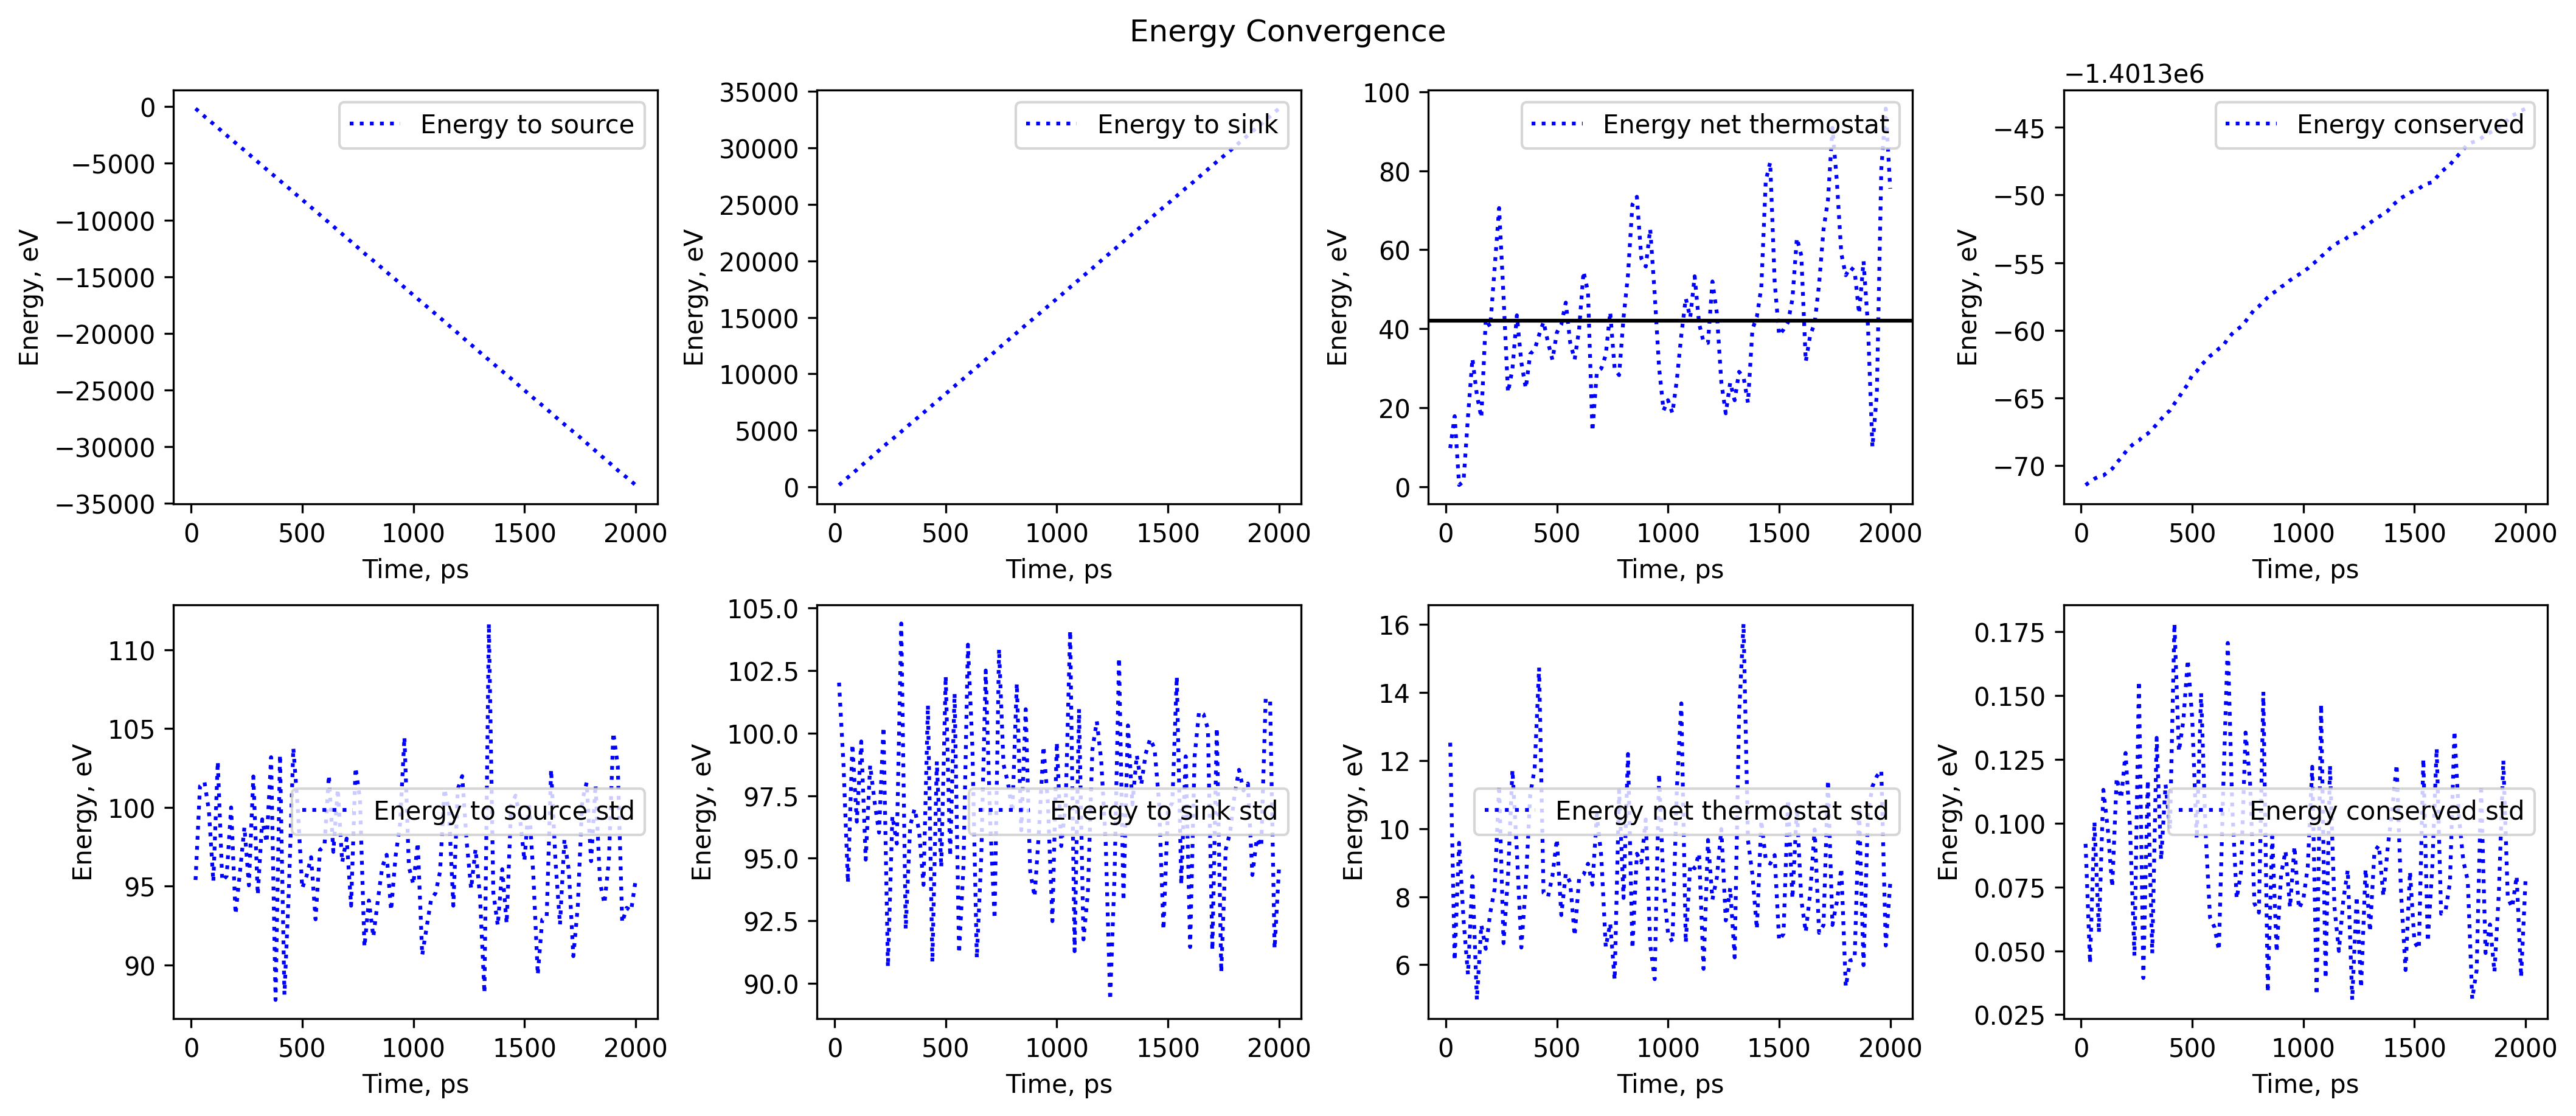 Energy Convergence
Energy to source
Energy, eV
0
−5000
−10000
−15000
−20000
−25000
−30000
−35000
0 500 1000 1500 2000
Time, ps
Energy to sink
Energy, eV
35000
30000
25000
20000
15000
10000
5000
0
0 500 1000 1500 2000
Time, ps
Energy net thermostat
Energy, eV
100
80
60
40
20
0
0 500 1000 1500 2000
Time, ps
−1.4013e6
Energy conserved
Energy, eV
−45
−50
−55
−60
−65
−70
0 500 1000 1500 2000
Time, ps
Energy to source std
Energy, eV
110
105
100
95
90
0 500 1000 1500 2000
Time, ps
Energy to sink std
Energy, eV
105.0
102.5
100.0
97.5
95.0
92.5
90.0
0 500 1000 1500 2000
Time, ps
Energy net thermostat std
Energy, eV
16
14
12
10
8
6
0 500 1000 1500 2000
Time, ps
Energy conserved std
Energy, eV
0.175
0.150
0.125
0.100
0.075
0.050
0.025
0 500 1000 1500 2000
Time, ps